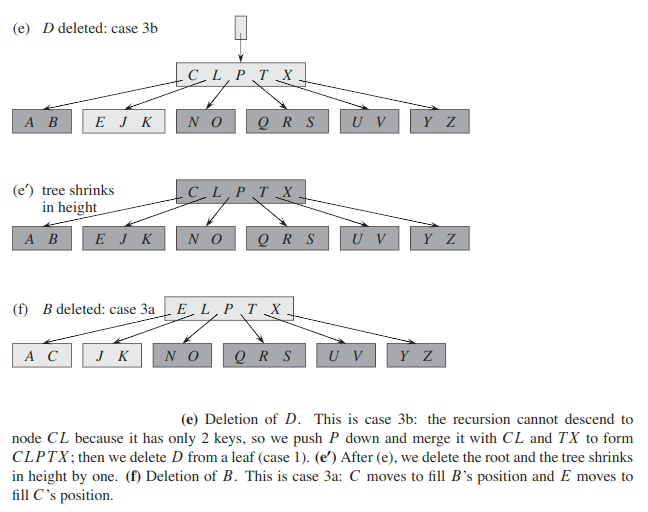 (e) D deleted: case 3b
C L P T X
A B E J K N O Q R S U V Y Z
(e′) tree shrinks
in height
C L P T X
A B E J K N O Q R S U V Y Z
(f) B deleted: case 3a E L P T X
A C J K N O Q R S U V Y Z
(e) Deletion of D. This is case 3b: the recursion cannot descend to
node CL because it has only 2 keys, so we push P down and merge it with CL and TX to form
CLPTX; then we delete D from a leaf (case 1). (e′) After (e), we delete the root and the tree shrinks
in height by one. (f) Deletion of B. This is case 3a: C moves to fill B's position and E moves to
fill C's position.